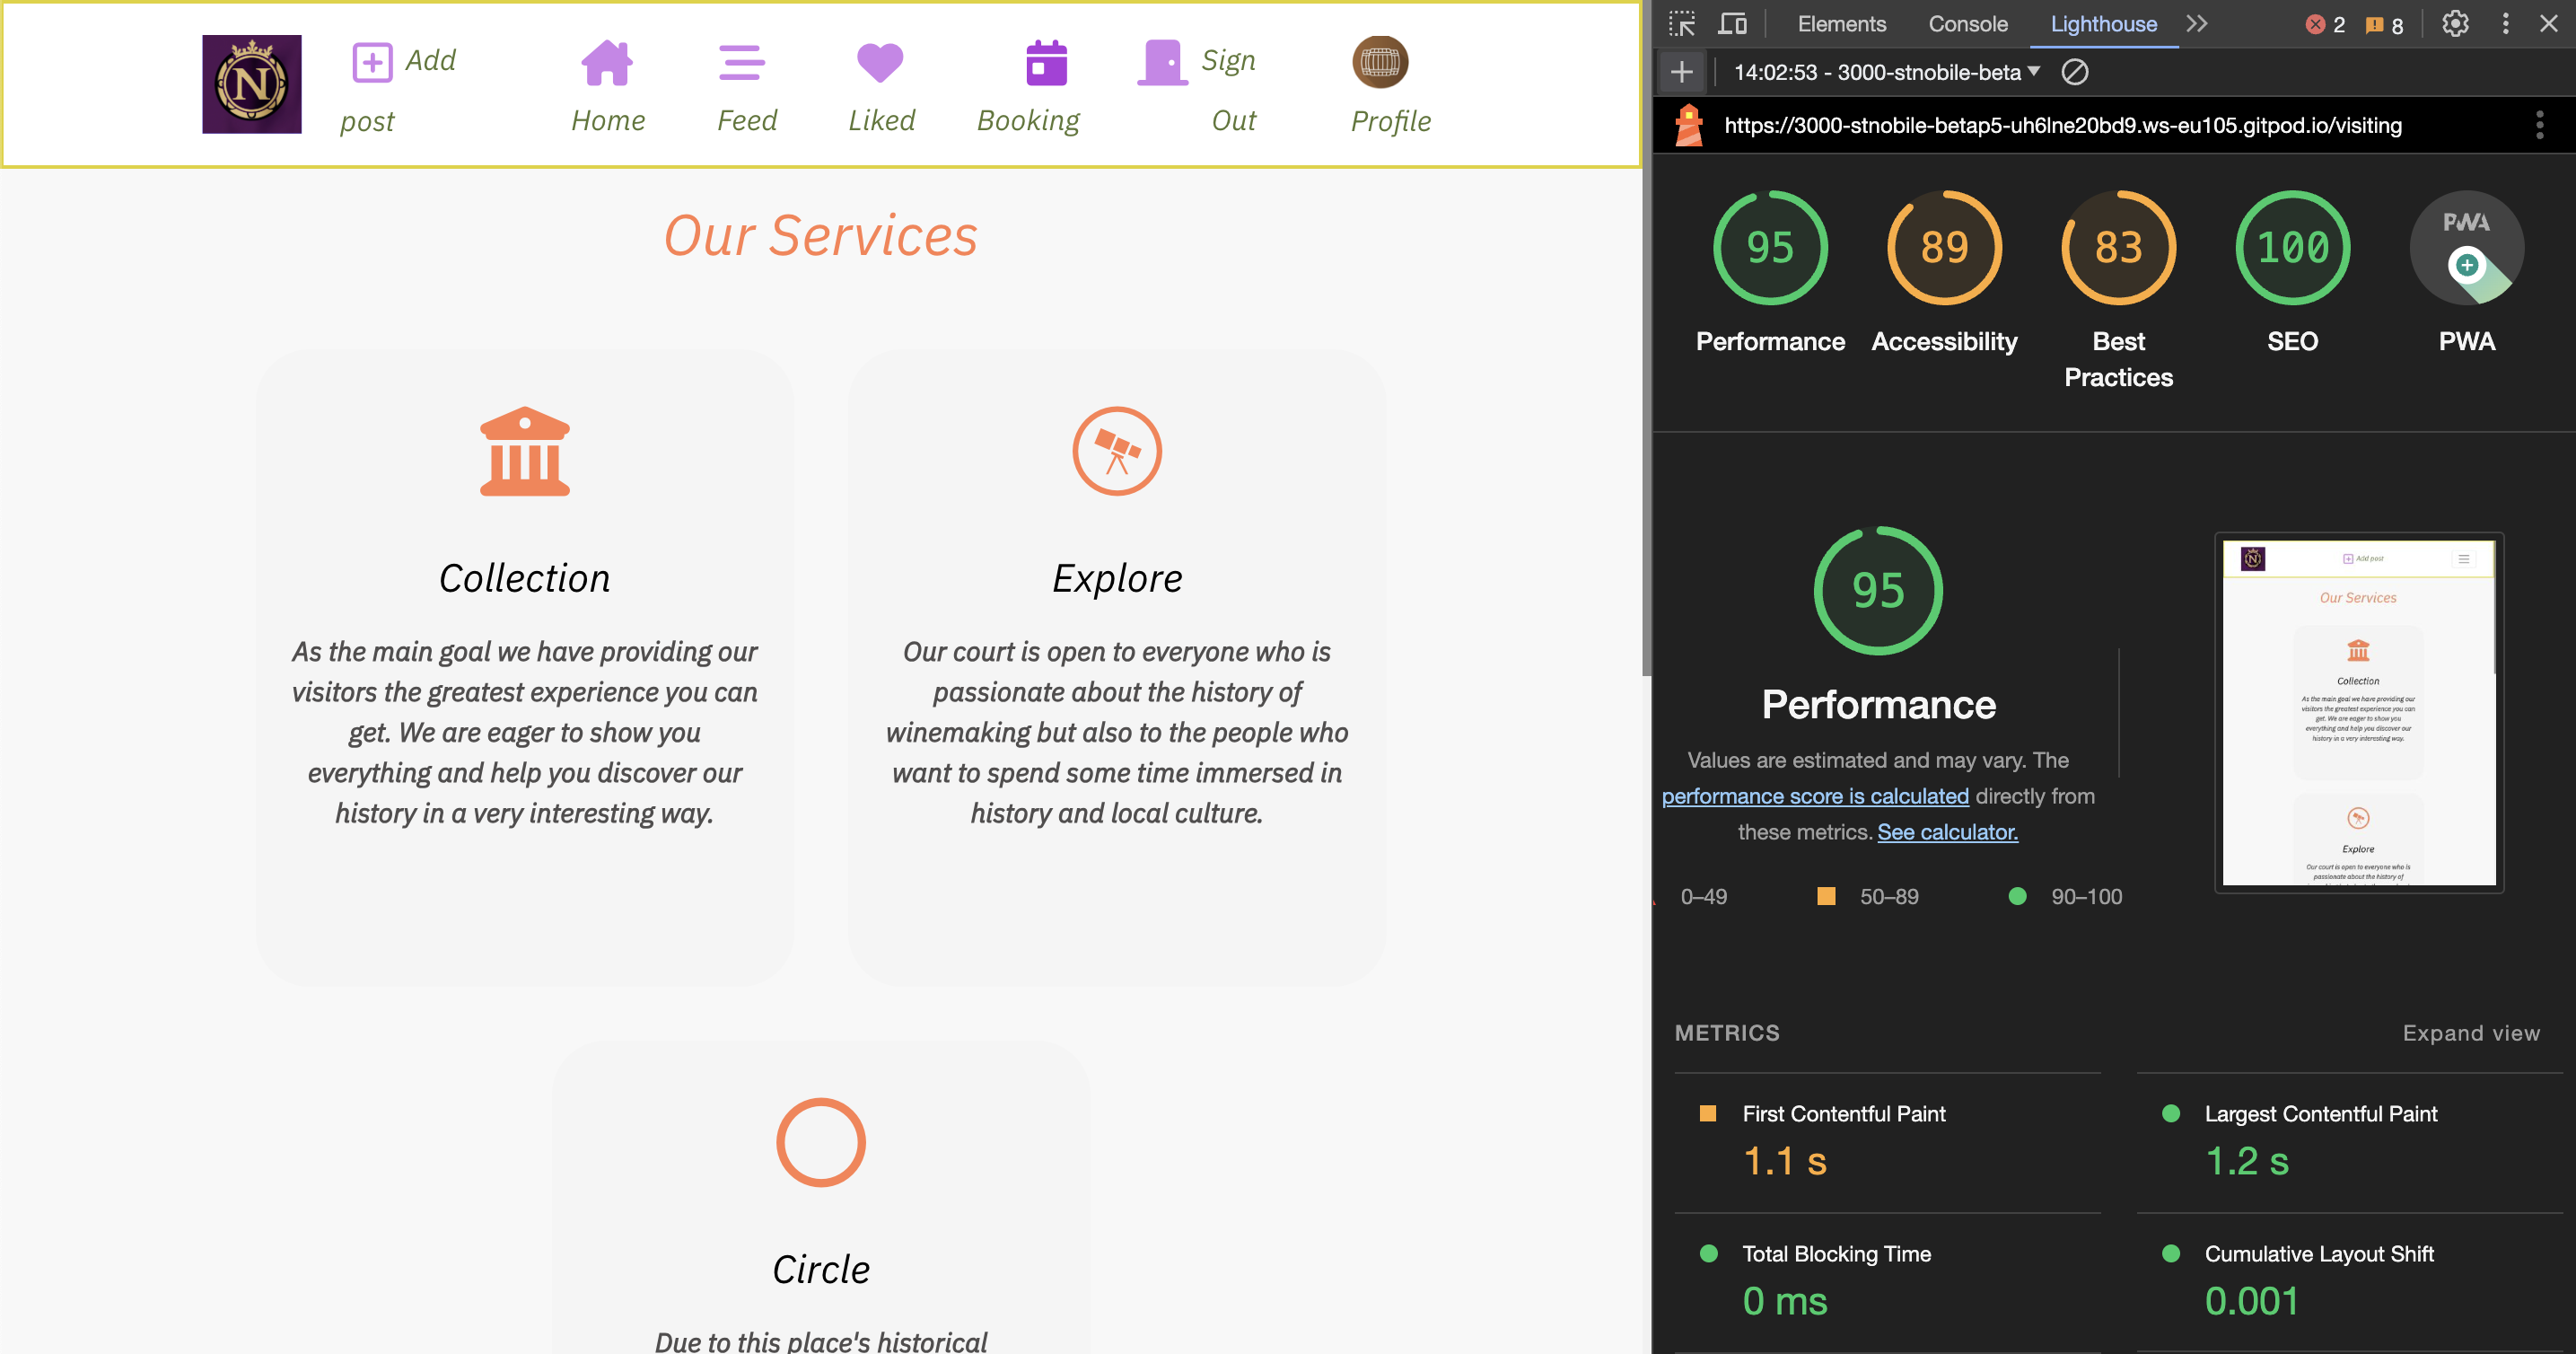 N
Add
post
Home
Feed
Liked
Booking
Sign
Out
Profile
Our Services
Collection
As the main goal we have providing our
visitors the greatest experience you can
get. We are eager to show you
everything and help you discover our
history in a very interesting way.
Explore
Our court is open to everyone who is
passionate about the history of
winemaking but also to the people who
want to spend some time immersed in
history and local culture.
Circle
Due to this place's historical
Elements
Console
Lighthouse
2
8
14:02:53 - 3000-stnobile-beta
https://3000-stnobile-betap5-uh6lne20bd9.ws-eu105.gitpod.io/visiting
95
89
83
100
PWA
Performance
Accessibility
Best
Practices
SEO
PWA
95
Performance
Values are estimated and may vary. The
performance score is calculated directly from
these metrics. See calculator.
0–49
50–89
90–100
N
Add post
Our Services
Collection
As the main goal we have providing our
visitors the greatest experience you can
get. We are eager to show you
everything and help you discover our
history in a very interesting way.
Explore
Our court is open to everyone who is
passionate about the history of
METRICS
Expand view
First Contentful Paint
1.1 s
Largest Contentful Paint
1.2 s
Total Blocking Time
0 ms
Cumulative Layout Shift
0.001